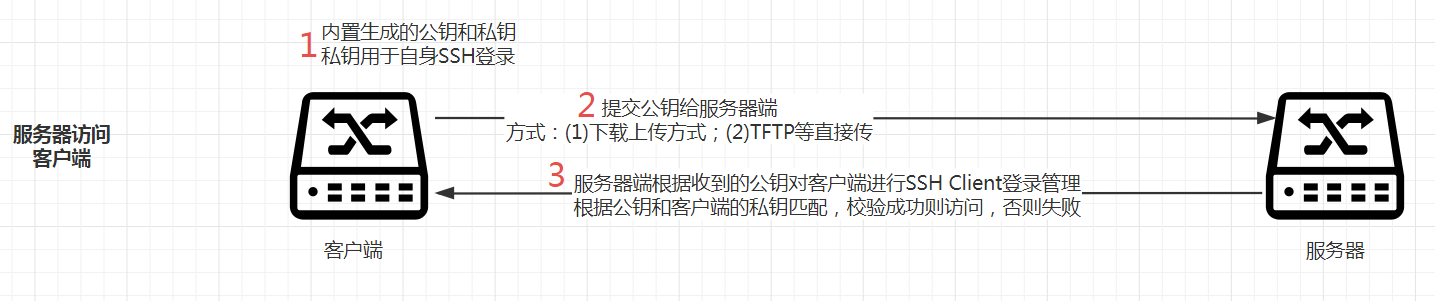 1 内置生成的公钥和私钥
私钥用于自身SSH登录
2 提交公钥给服务器端
方式：(1)下载上传方式；(2)TFTP等直接传
服务器访问
客户端
3 服务器端根据收到的公钥对客户端进行SSH Client登录管理
根据公钥和客户端的私钥匹配，校验成功则访问，否则失败
客户端
服务器